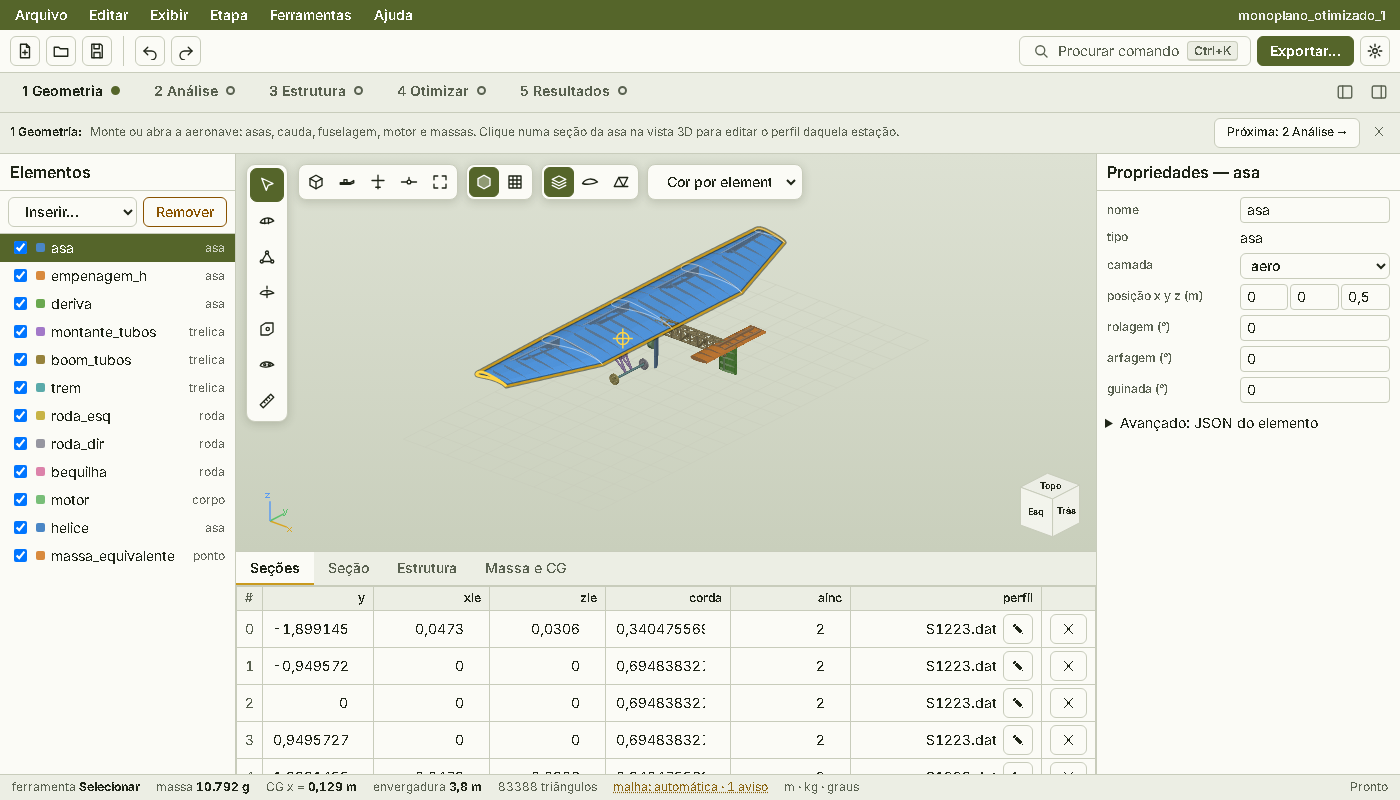 Arquivo Editar Exibir Etapa Ferramentas Ajuda monoplano_otimizado_1
Procurar comando Ctrl+K Exportar...
1 Geometria 2 Análise 3 Estrutura 4 Otimizar 5 Resultados
1 Geometria: Monte ou abra a aeronave: asas, cauda, fuselagem, motor e massas. Clique numa seção da asa na vista 3D para editar o perfil daquela estação. Próxima: 2 Análise →
Elementos
Inserir... Remover
asa asa
empenagem_h asa
deriva asa
montante_tubos trelica
boom_tubos trelica
trem trelica
roda_esq roda
roda_dir roda
bequilha roda
motor corpo
helice asa
massa_equivalente ponto
Cor por element
z
y
x
Topo
Esq Trás
Propriedades — asa
nome asa
tipo asa
camada aero
posição x y z (m) 0 0 0,5
rolagem (°) 0
arfagem (°) 0
guinada (°) 0
Avançado: JSON do elemento
Seções Seção Estrutura Massa e CG
# y xle zle corda ainc perfil
0 -1,899145 0,0473 0,0306 0,34047556 2 S1223.dat
1 -0,949572 0 0 0,69483832 2 S1223.dat
2 0 0 0 0,69483832 2 S1223.dat
3 0,9495727 0 0 0,69483832 2 S1223.dat
ferramenta Selecionar massa 10.792 g CG x = 0,129 m envergadura 3,8 m 83388 triângulos malha: automática · 1 aviso m · kg · graus Pronto